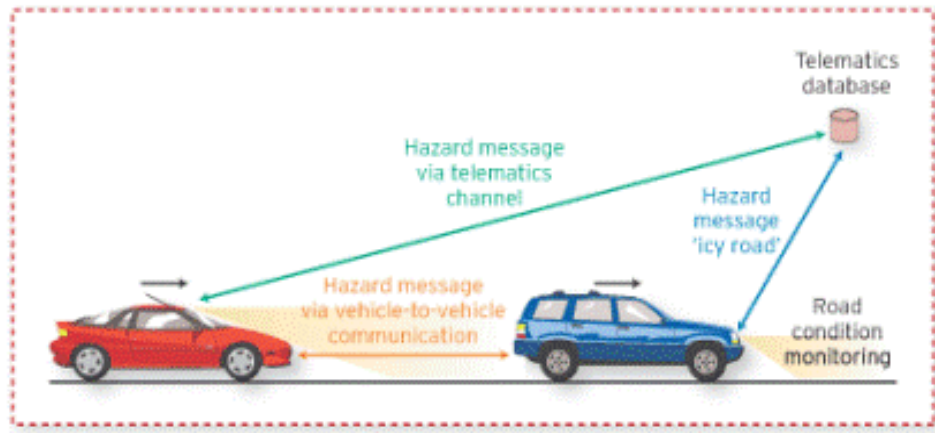 Telematics
database
Hazard message
via telematics
channel
Hazard
message
'icy road'
Hazard message
via vehicle-to-vehicle
communication
Road
condition
monitoring